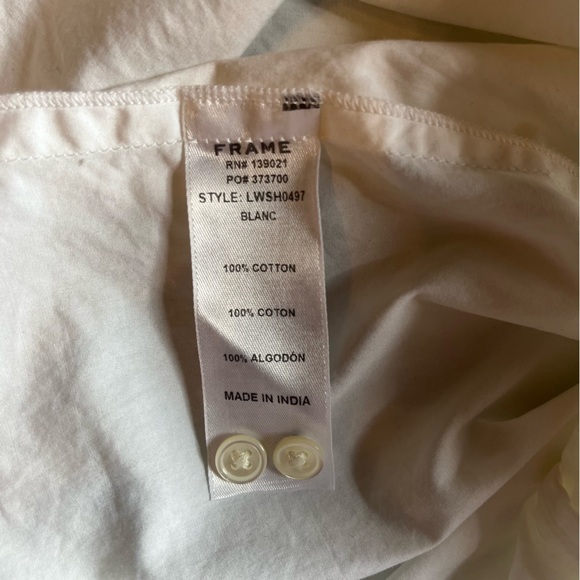 FRAME
RN# 139021
PO# 373700
STYLE: LWSH0497
BLANC
100% COTTON
100% COTON
100% ALGODÓN
MADE IN INDIA